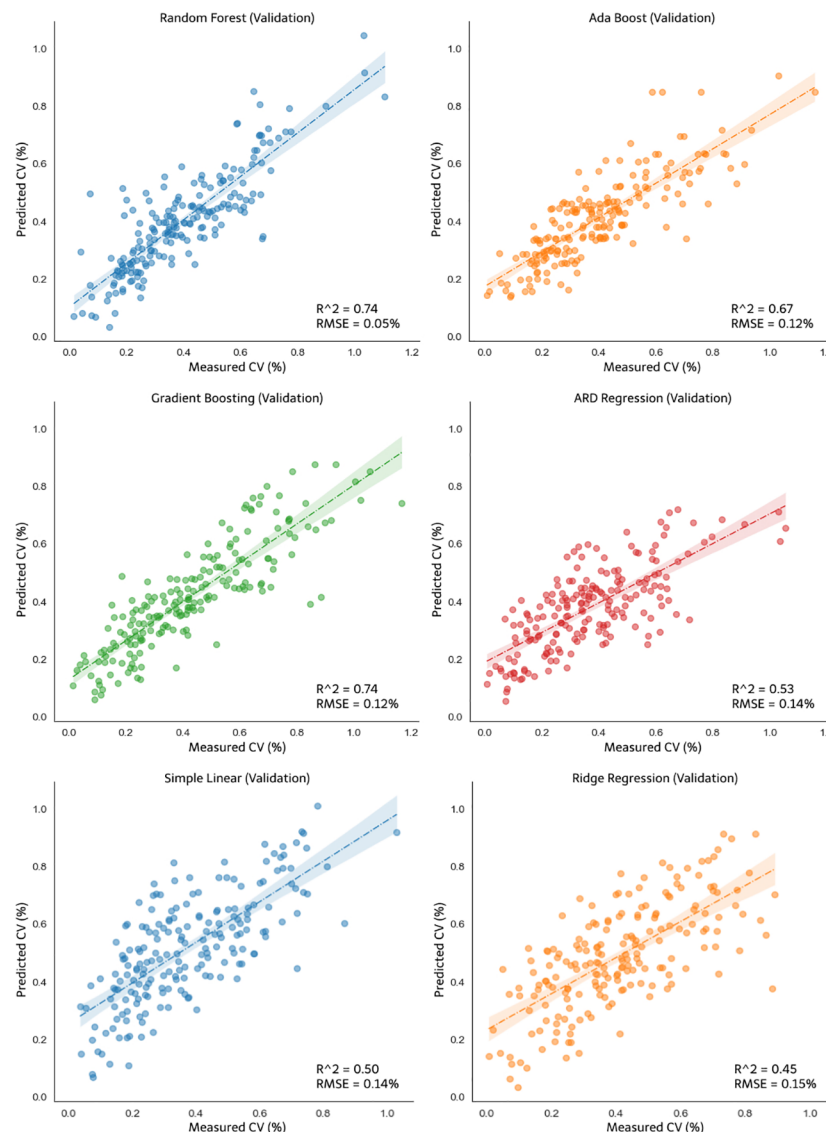 Random Forest (Validation)
1.0
0.8
0.6
0.4
0.2
0.0
Predicted CV (%)
R^2 = 0.74
RMSE = 0.05%
0.0 0.2 0.4 0.6 0.8 1.0 1.2
Measured CV (%)
Ada Boost (Validation)
1.0
0.8
0.6
0.4
0.2
0.0
Predicted CV (%)
R^2 = 0.67
RMSE = 0.12%
0.0 0.2 0.4 0.6 0.8 1.0
Measured CV (%)
Gradient Boosting (Validation)
1.0
0.8
0.6
0.4
0.2
0.0
Predicted CV (%)
R^2 = 0.74
RMSE = 0.12%
0.0 0.2 0.4 0.6 0.8 1.0 1.2
Measured CV (%)
ARD Regression (Validation)
1.0
0.8
0.6
0.4
0.2
0.0
Predicted CV (%)
R^2 = 0.53
RMSE = 0.14%
0.0 0.2 0.4 0.6 0.8 1.0
Measured CV (%)
Simple Linear (Validation)
1.0
0.8
0.6
0.4
0.2
0.0
Predicted CV (%)
R^2 = 0.50
RMSE = 0.14%
0.0 0.2 0.4 0.6 0.8 1.0
Measured CV (%)
Ridge Regression (Validation)
1.0
0.8
0.6
0.4
0.2
0.0
Predicted CV (%)
R^2 = 0.45
RMSE = 0.15%
0.0 0.2 0.4 0.6 0.8 1.0
Measured CV (%)